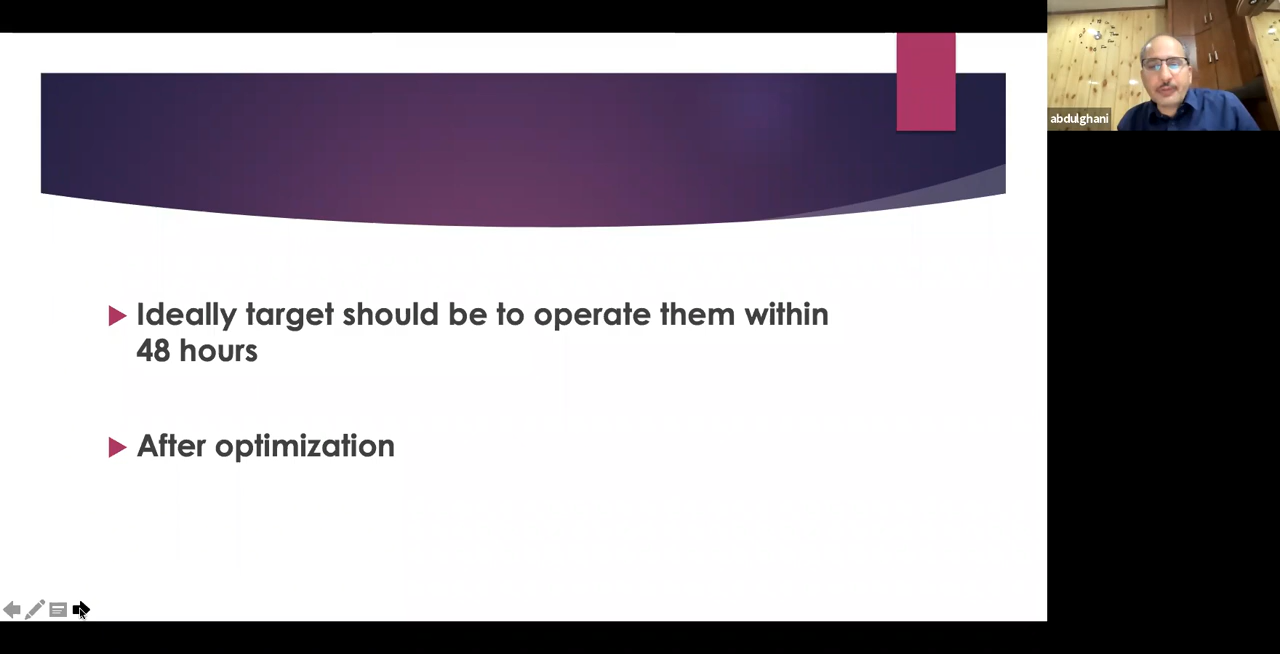 abdulghani
Ideally target should be to operate them within
48 hours
After optimization